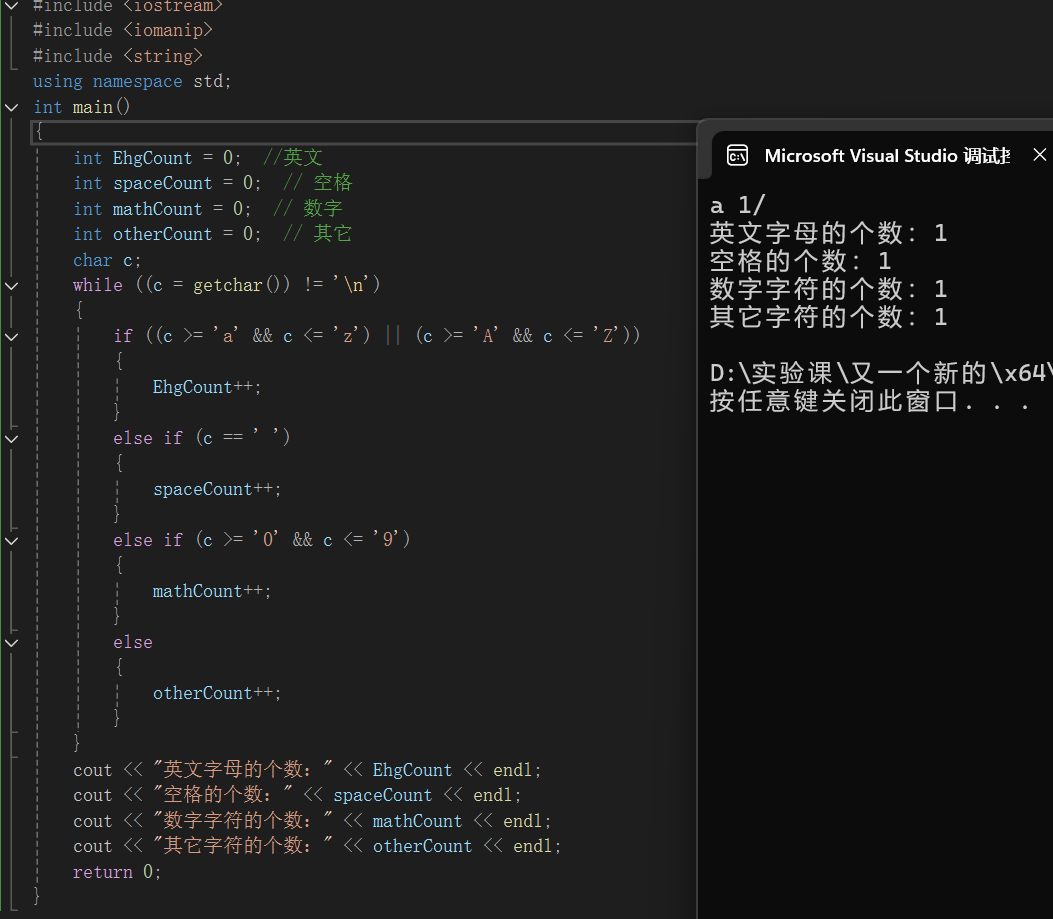 #include <iostream>
#include <iomanip>
#include <string>
using namespace std;
int main()
{
    int EhgCount = 0;  //英文
    int spaceCount = 0;  // 空格
    int mathCount = 0;  // 数字
    int otherCount = 0;  // 其它
    char c;
    while ((c = getchar()) != '\n')
    {
        if ((c >= 'a' && c <= 'z') || (c >= 'A' && c <= 'Z'))
        {
            EhgCount++;
        }
        else if (c == ' ')
        {
            spaceCount++;
        }
        else if (c >= '0' && c <= '9')
        {
            mathCount++;
        }
        else
        {
            otherCount++;
        }
    }
    cout << "英文字母的个数：" << EhgCount << endl;
    cout << "空格的个数：" << spaceCount << endl;
    cout << "数字字符的个数：" << mathCount << endl;
    cout << "其它字符的个数：" << otherCount << endl;
    return 0;
}
Microsoft Visual Studio 调试
a 1/
英文字母的个数：1
空格的个数：1
数字字符的个数：1
其它字符的个数：1
D:\实验课\又一个新的\x64\
按任意键关闭此窗口. . .